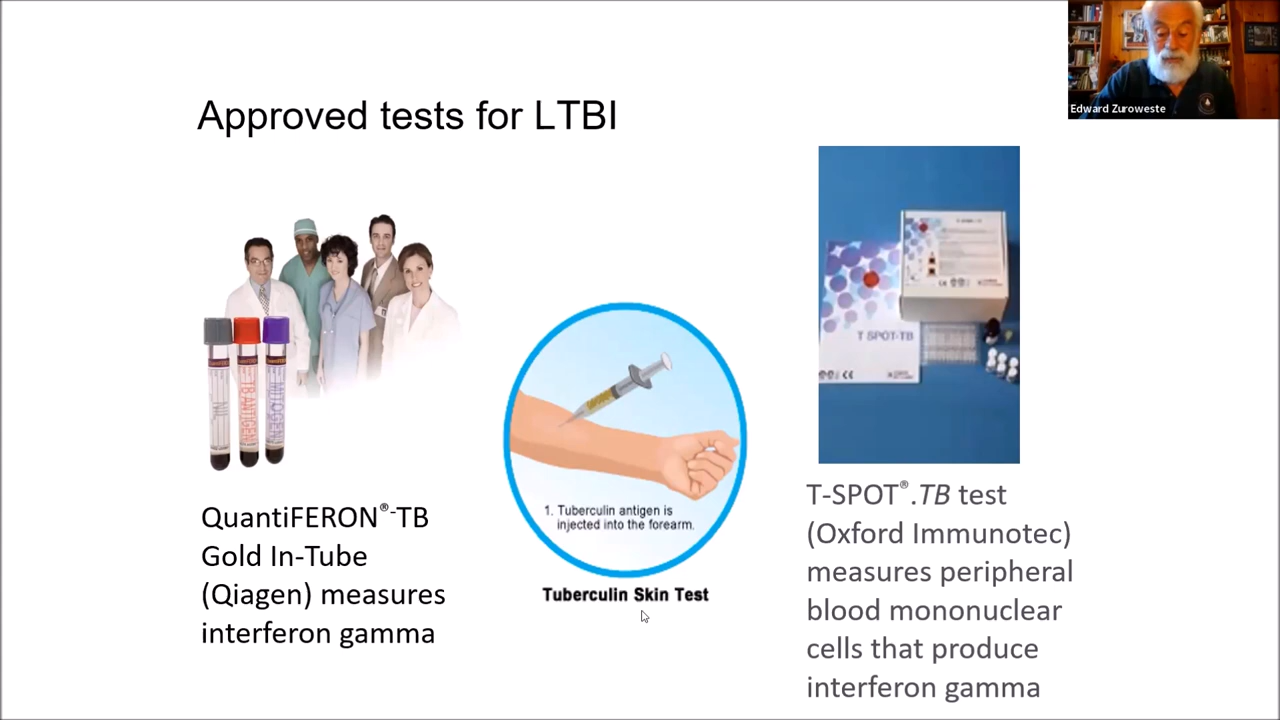 Edward Zuroweste
Approved tests for LTBI
TB ANTIGEN
MITOGEN
T SPOT-TB
QuantiFERON®-TB
Gold In-Tube
(Qiagen) measures
interferon gamma
1. Tuberculin antigen is
injected into the forearm.
Tuberculin Skin Test
T-SPOT®.TB test
(Oxford Immunotec)
measures peripheral
blood mononuclear
cells that produce
interferon gamma